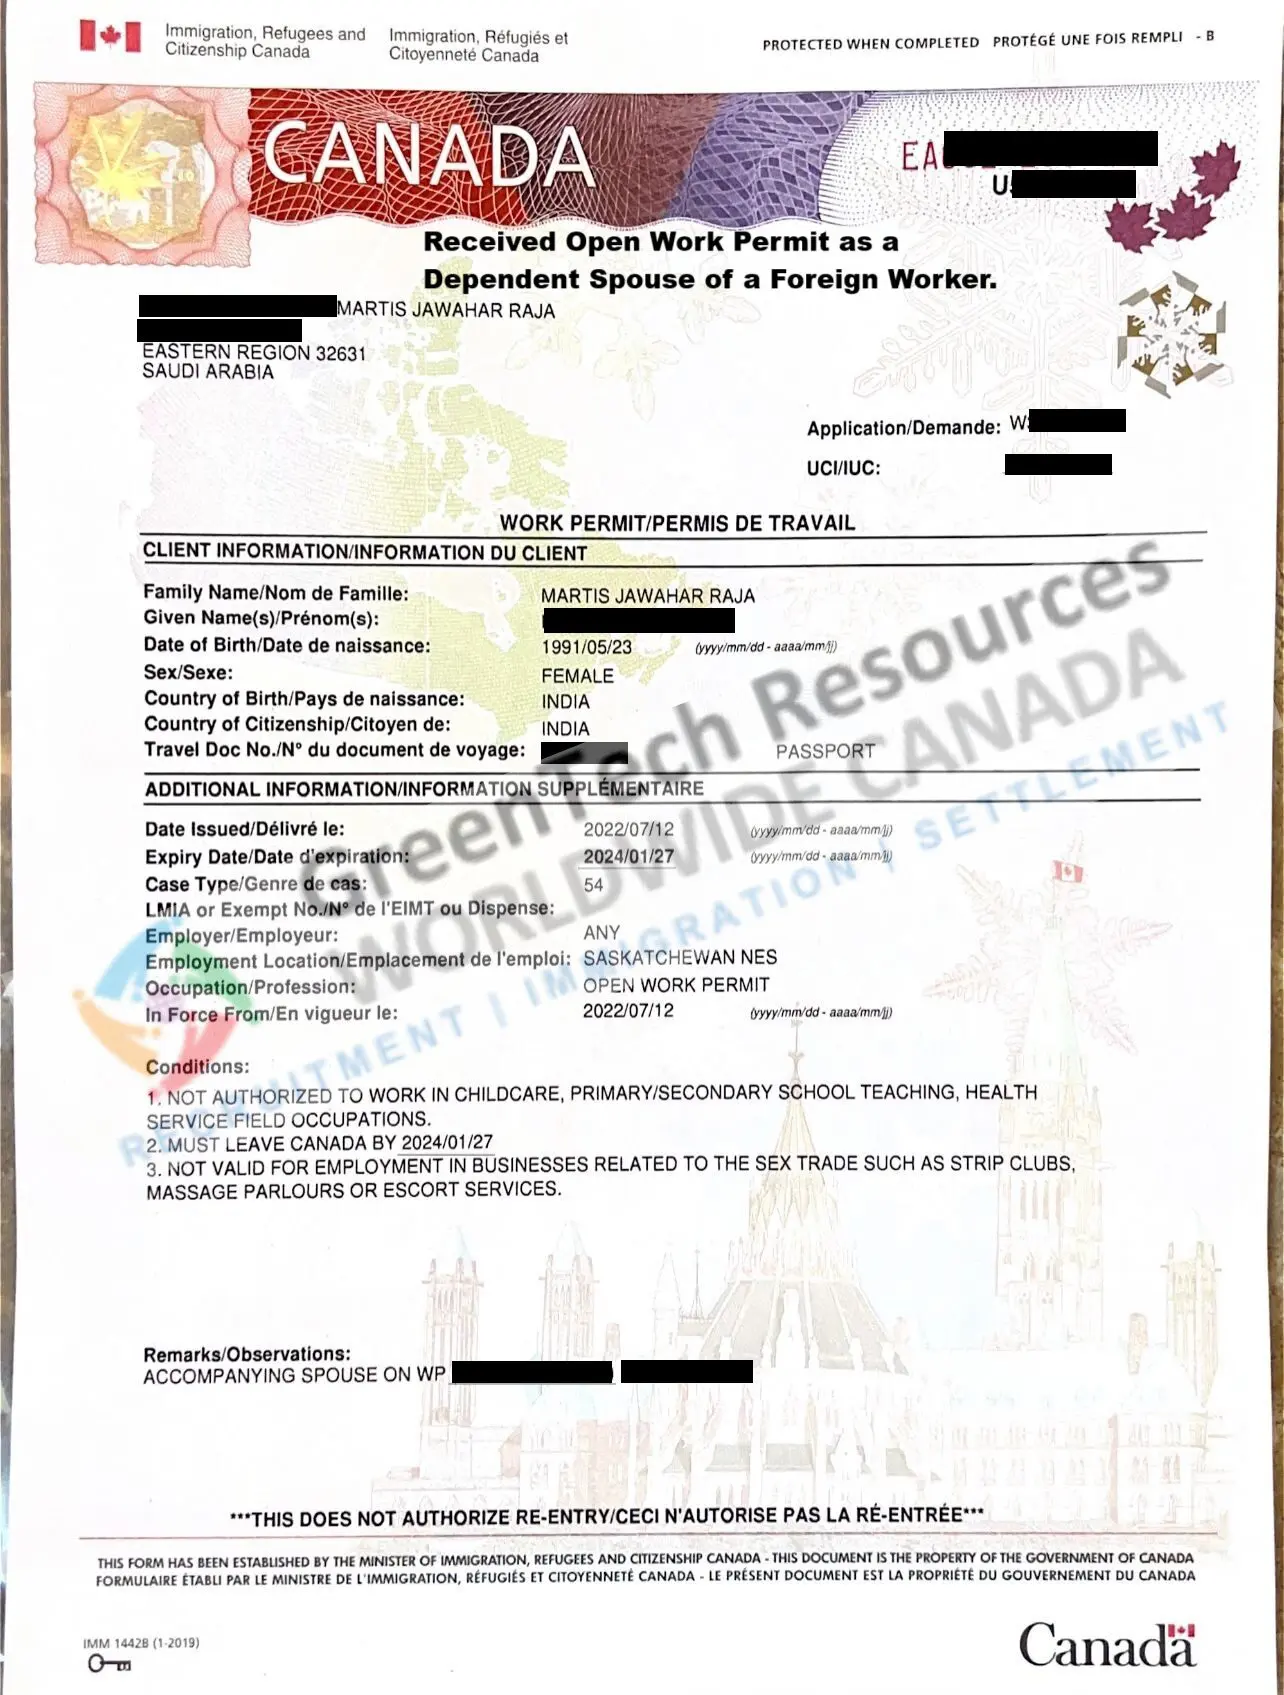 Immigration, Refugees and Citizenship Canada
Immigration, Réfugiés et Citoyenneté Canada
PROTECTED WHEN COMPLETED PROTÉGÉ UNE FOIS REMPLI - B
CANADA
EA
U
Received Open Work Permit as a
Dependent Spouse of a Foreign Worker.
MARTIS JAWAHAR RAJA
EASTERN REGION 32631
SAUDI ARABIA
Application/Demande: W
UCI/IUC:
WORK PERMIT/PERMIS DE TRAVAIL
CLIENT INFORMATION/INFORMATION DU CLIENT
Family Name/Nom de Famille: MARTIS JAWAHAR RAJA
Given Name(s)/Prénom(s):
Date of Birth/Date de naissance: 1991/05/23 (yyyy/mm/dd - aaaa/mm/jj)
Sex/Sexe: FEMALE
Country of Birth/Pays de naissance: INDIA
Country of Citizenship/Citoyen de: INDIA
Travel Doc No./N° du document de voyage: PASSPORT
ADDITIONAL INFORMATION/INFORMATION SUPPLÉMENTAIRE
Date Issued/Délivré le: 2022/07/12 (yyyy/mm/dd - aaaa/mm/jj)
Expiry Date/Date d'expiration: 2024/01/27 (yyyy/mm/dd - aaaa/mm/jj)
Case Type/Genre de cas: 54
LMIA or Exempt No./N° de l'EIMT ou Dispense:
Employer/Employeur: ANY
Employment Location/Emplacement de l'emploi: SASKATCHEWAN NES
Occupation/Profession: OPEN WORK PERMIT
In Force From/En vigueur le: 2022/07/12 (yyyy/mm/dd - aaaa/mm/jj)
GreenTech Resources
WORLDWIDE CANADA
RECRUITMENT | IMMIGRATION | SETTLEMENT
Conditions:
1. NOT AUTHORIZED TO WORK IN CHILDCARE, PRIMARY/SECONDARY SCHOOL TEACHING, HEALTH
SERVICE FIELD OCCUPATIONS.
2. MUST LEAVE CANADA BY 2024/01/27
3. NOT VALID FOR EMPLOYMENT IN BUSINESSES RELATED TO THE SEX TRADE SUCH AS STRIP CLUBS,
MASSAGE PARLOURS OR ESCORT SERVICES.
Remarks/Observations:
ACCOMPANYING SPOUSE ON WP
***THIS DOES NOT AUTHORIZE RE-ENTRY/CECI N'AUTORISE PAS LA RÉ-ENTRÉE***
THIS FORM HAS BEEN ESTABLISHED BY THE MINISTER OF IMMIGRATION, REFUGEES AND CITIZENSHIP CANADA - THIS DOCUMENT IS THE PROPERTY OF THE GOVERNMENT OF CANADA
FORMULAIRE ÉTABLI PAR LE MINISTRE DE L'IMMIGRATION, RÉFUGIÉS ET CITOYENNETÉ CANADA - LE PRÉSENT DOCUMENT EST LA PROPRIÉTÉ DU GOUVERNEMENT DU CANADA
IMM 1442B (1-2019)
Canada